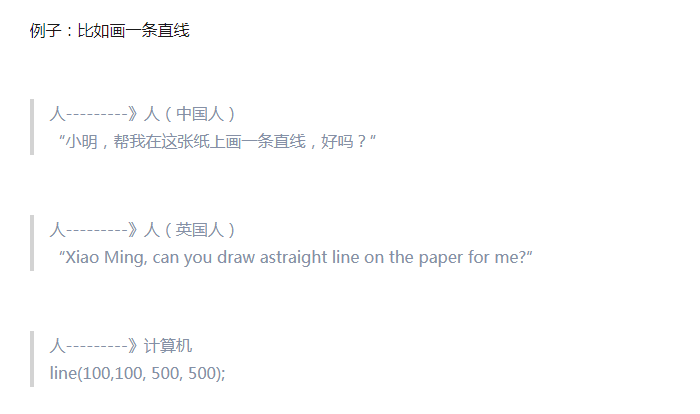 例子：比如画一条直线
人---------》人（中国人）
“小明，帮我在这张纸上画一条直线，好吗？“
人---------》人（英国人）
“Xiao Ming, can you draw astraight line on the paper for me?“
人---------》计算机
line(100,100, 500, 500);